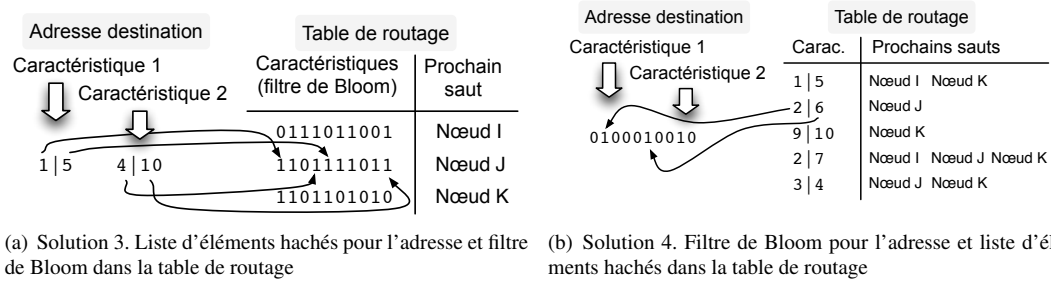 Adresse destination
Table de routage
Caractéristique 1
Caractéristique 2
Caractéristiques
(filtre de Bloom)
Prochain
saut
0111011001 Nœud I
1|5 4|10 1101111011 Nœud J
1101101010 Nœud K
(a) Solution 3. Liste d'éléments hachés pour l'adresse et filtre
de Bloom dans la table de routage
Adresse destination
Table de routage
Caractéristique 1
Caractéristique 2
Carac. Prochains sauts
1|5 Nœud I Nœud K
2|6 Nœud J
0100010010
9|10 Nœud K
2|7 Nœud I Nœud J Nœud K
3|4 Nœud J Nœud K
(b) Solution 4. Filtre de Bloom pour l'adresse et liste d'élé
ments hachés dans la table de routage